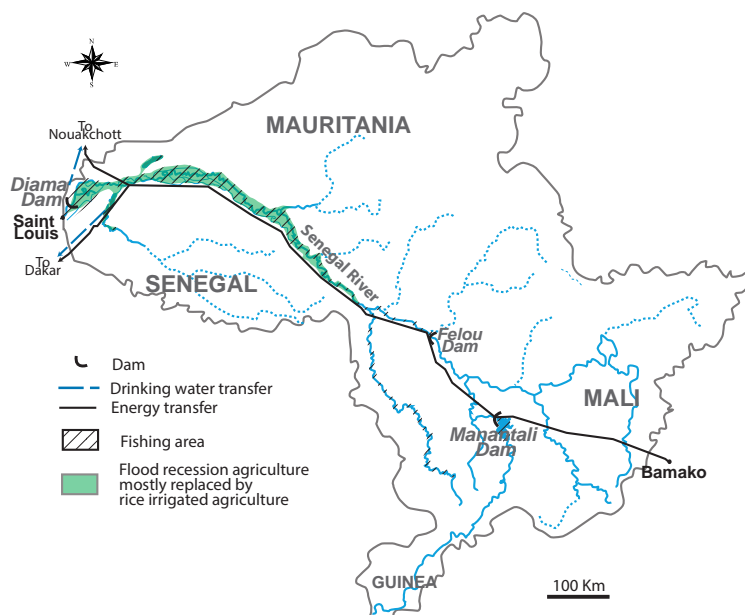 N
W
E
S
To
Nouakchott
MAURITANIA
Diama
Dam
Saint
Louis
To
Dakar
SENEGAL
Senegal River
Felou
Dam
MALI
Manantali
Dam
Bamako
GUINEA
Dam
Drinking water transfer
Energy transfer
Fishing area
Flood recession agriculture
mostly replaced by
rice irrigated agriculture
100 Km